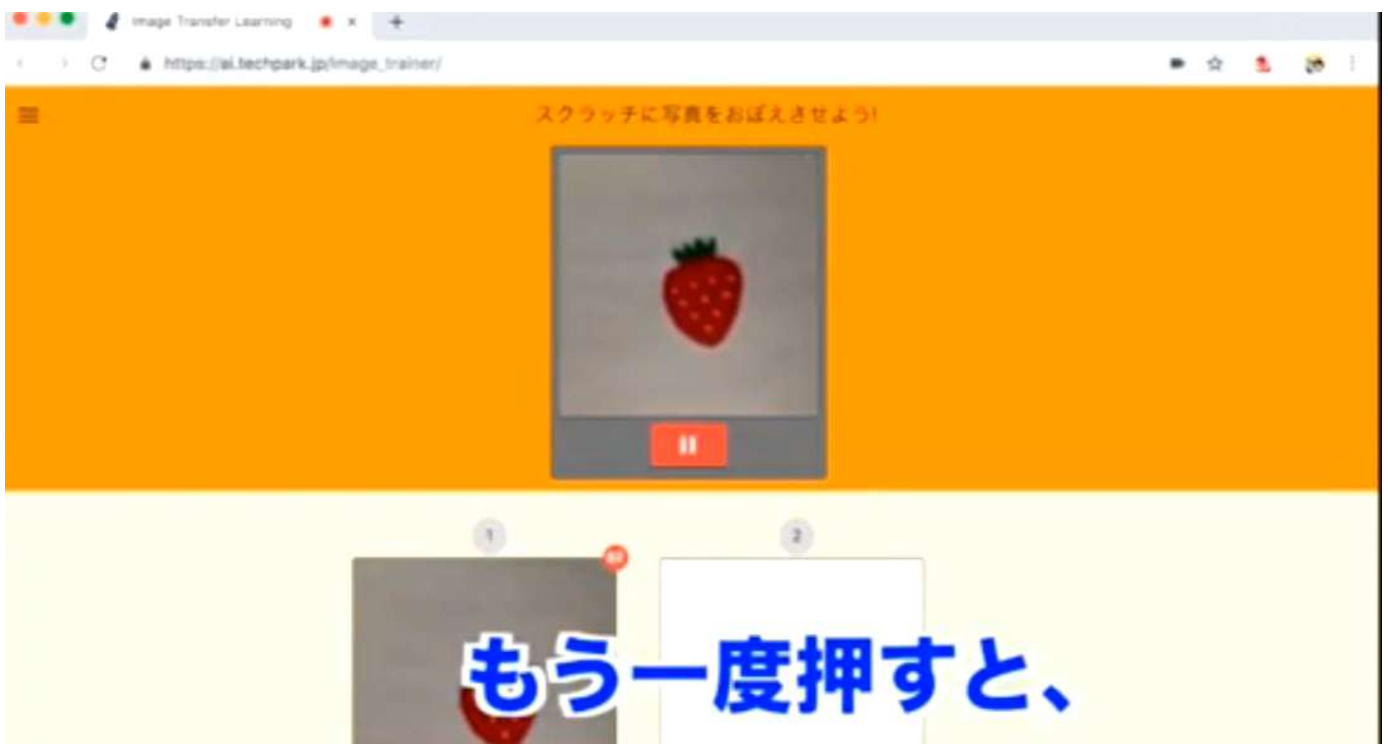 Image Transfer Learning
https://ai.techpark.jp/image_trainer/
スクラッチに写真をおぼえさせよう!
1
2
もう一度押すと、